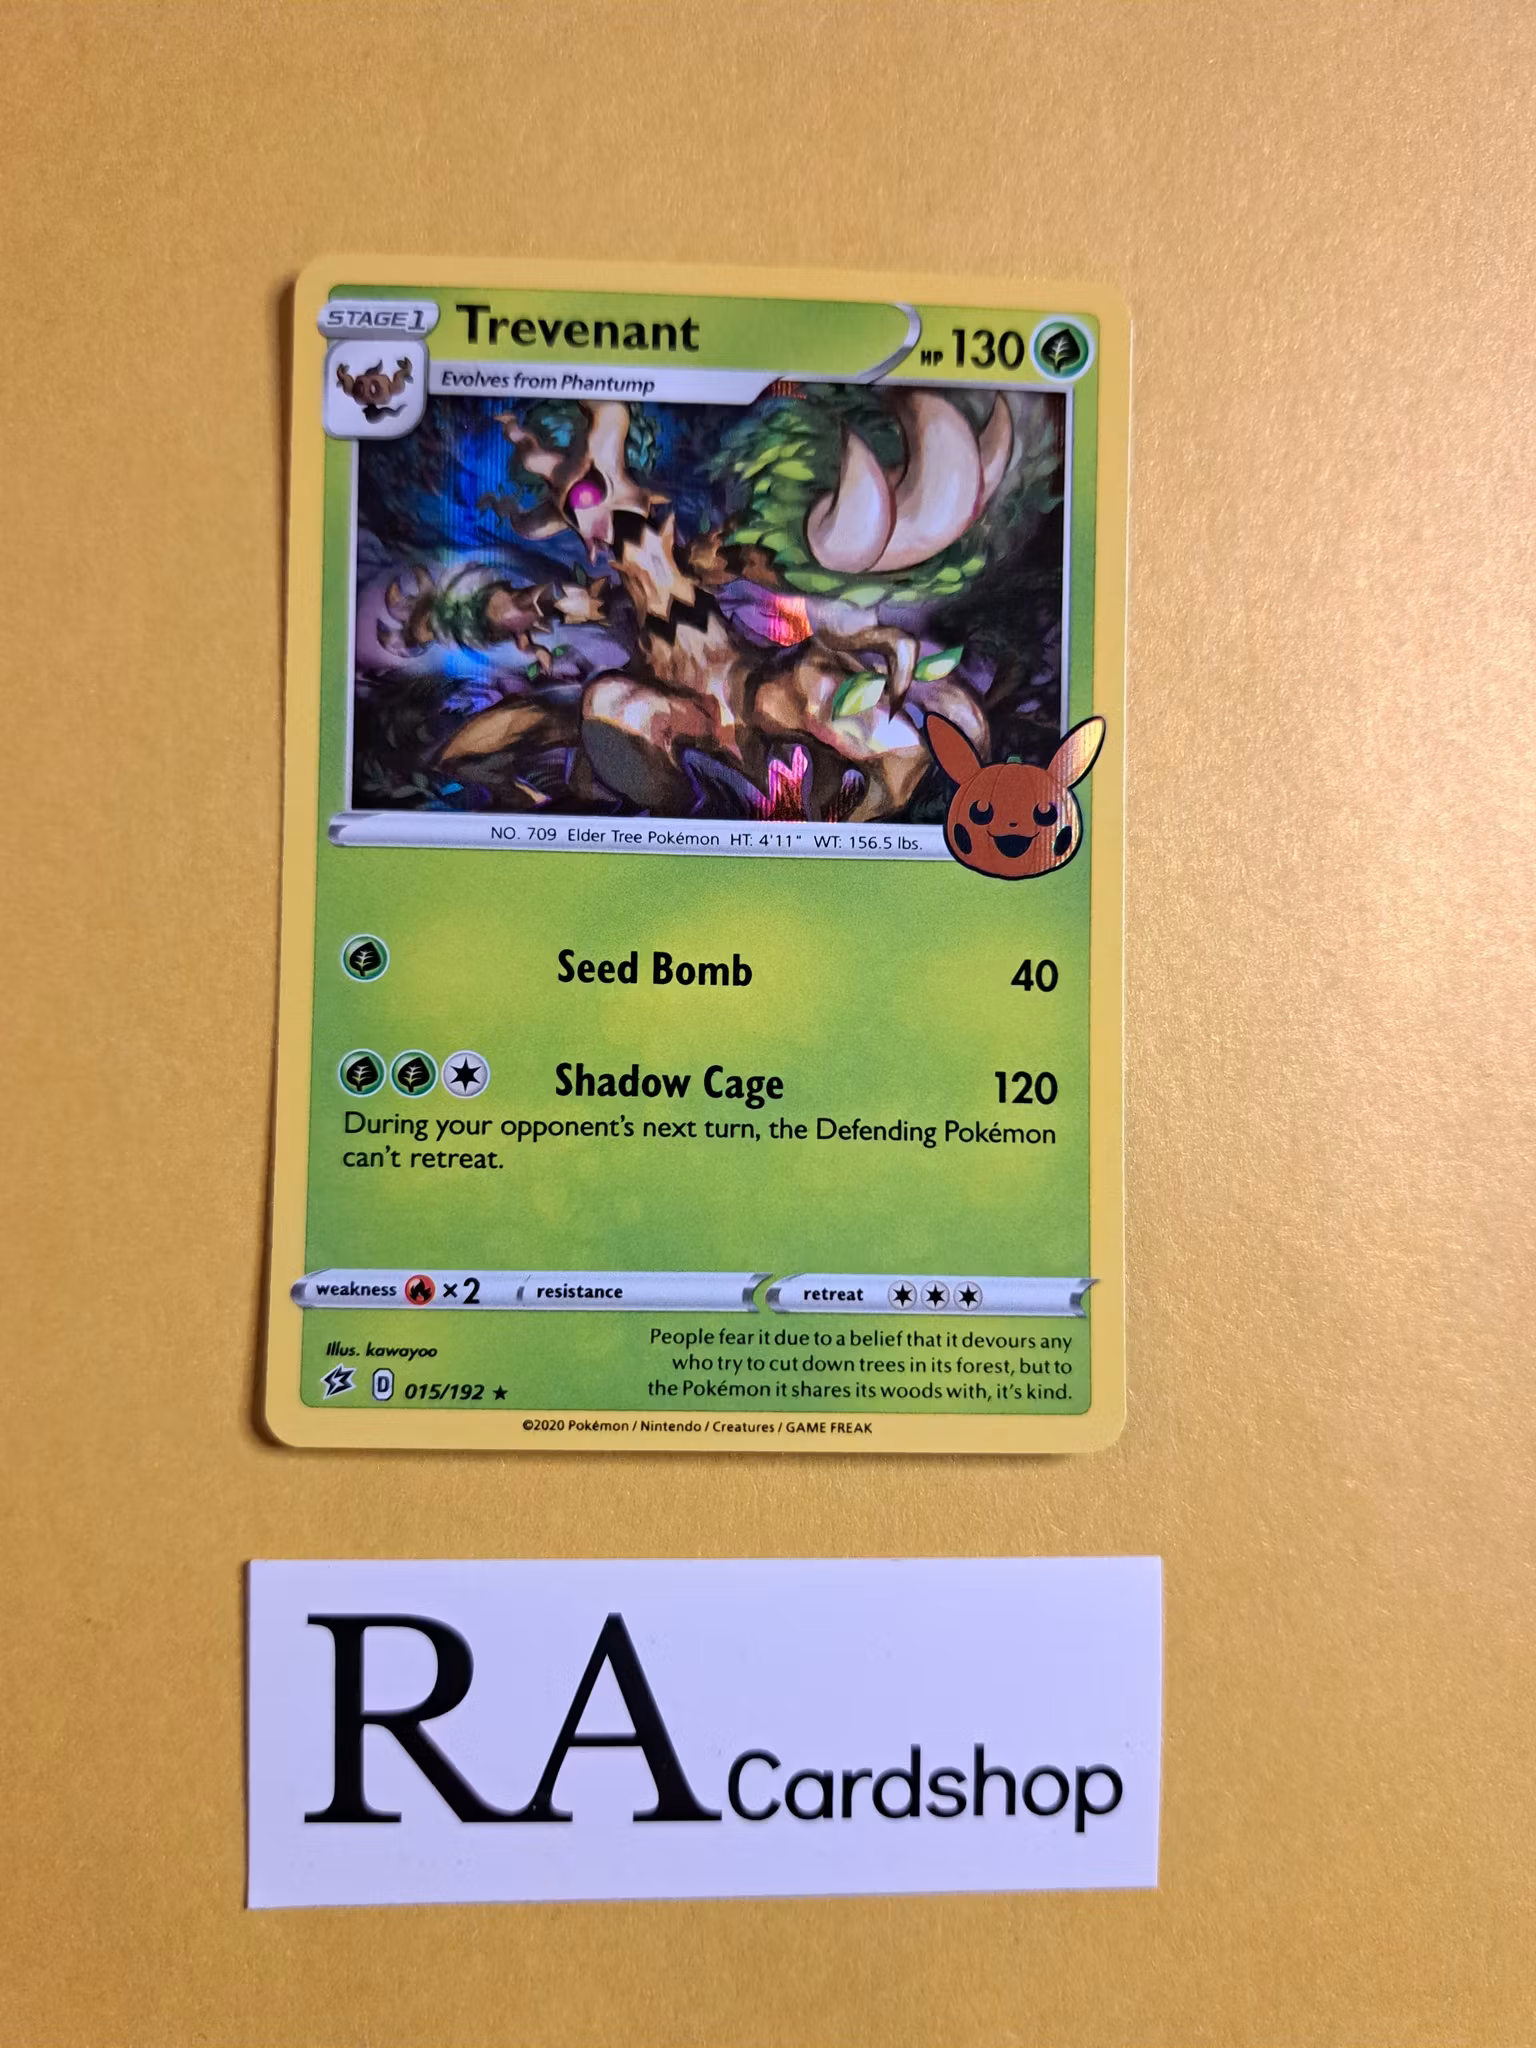 STAGE1
Trevenant
HP 130
Evolves from Phantump
NO. 709 Elder Tree Pokémon HT: 4'11" WT: 156.5 lbs.
Seed Bomb 40
Shadow Cage 120
During your opponent's next turn, the Defending Pokémon
can't retreat.
weakness ×2 resistance retreat
Illus. kawayoo
People fear it due to a belief that it devours any
who try to cut down trees in its forest, but to
the Pokémon it shares its woods with, it's kind.
D 015/192 ★
©2020 Pokémon / Nintendo / Creatures / GAME FREAK
RA Cardshop